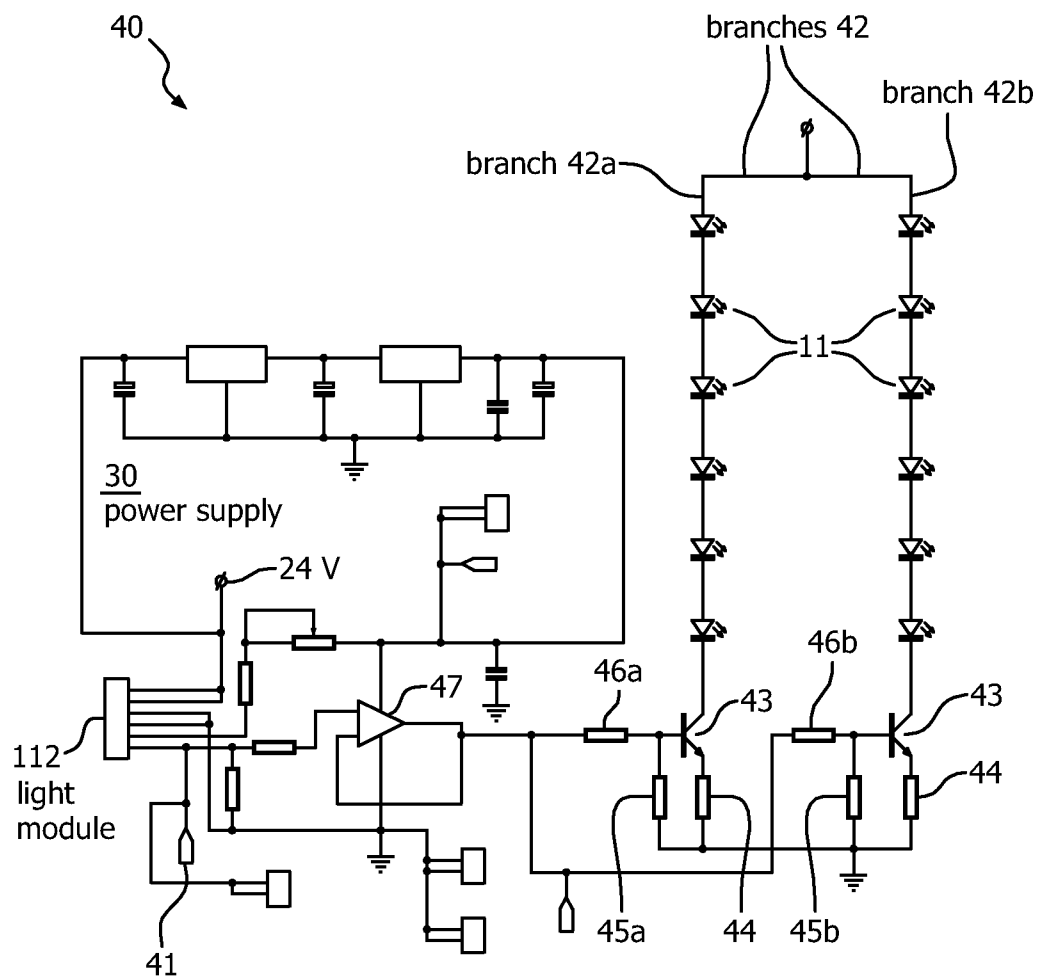 40
branches 42
branch 42b
branch 42a
11
30
power supply
24 V
46a
46b
47
43
43
112
light
module
44
41
45a
44
45b